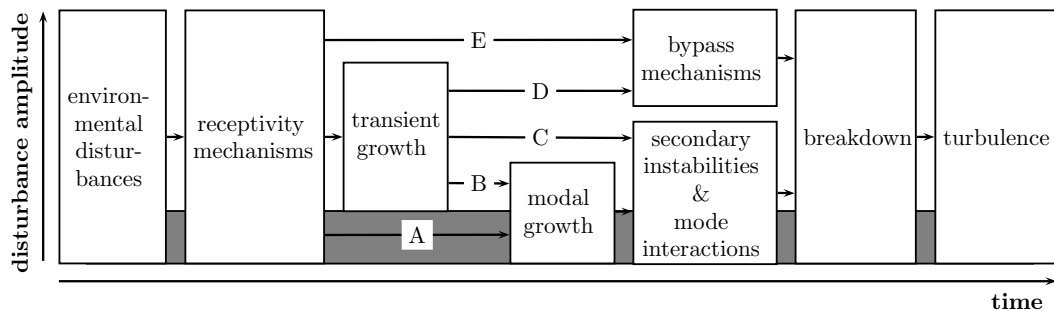 disturbance amplitude
environ-
mental
distur-
bances
receptivity
mechanisms
transient
growth
E
D
C
B
A
modal
growth
bypass
mechanisms
secondary
instabilities
&
mode
interactions
breakdown
turbulence
time